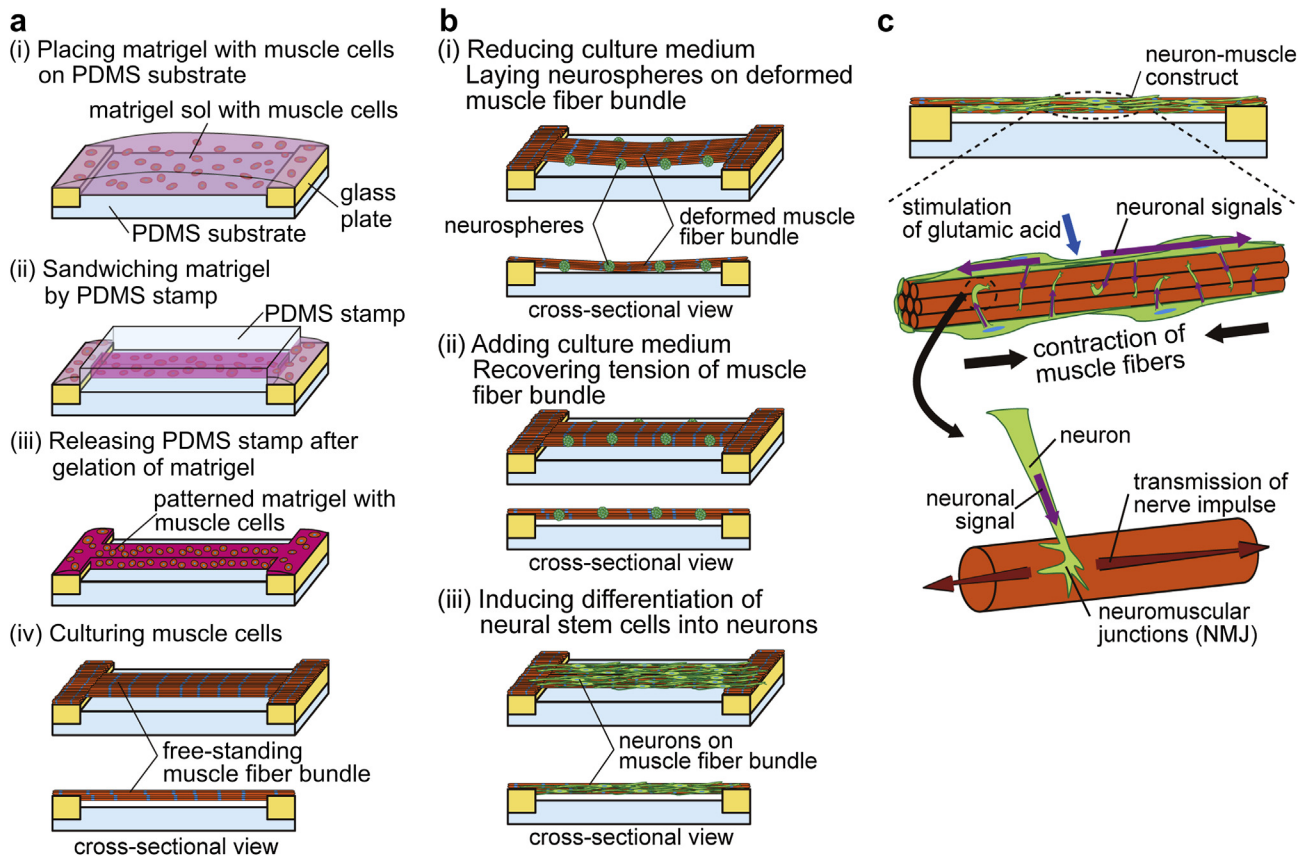 a
(i) Placing matrigel with muscle cells
on PDMS substrate
matrigel sol with muscle cells
glass
plate
PDMS substrate
(ii) Sandwiching matrigel
by PDMS stamp
PDMS stamp
(iii) Releasing PDMS stamp after
gelation of matrigel
patterned matrigel with
muscle cells
(iv) Culturing muscle cells
free-standing
muscle fiber bundle
cross-sectional view
b
(i) Reducing culture medium
Laying neurospheres on deformed
muscle fiber bundle
neurospheres
deformed muscle
fiber bundle
cross-sectional view
(ii) Adding culture medium
Recovering tension of muscle
fiber bundle
cross-sectional view
(iii) Inducing differentiation of
neural stem cells into neurons
neurons on
muscle fiber bundle
cross-sectional view
c
neuron-muscle
construct
stimulation
of glutamic acid
neuronal signals
contraction of
muscle fibers
neuron
neuronal
signal
transmission of
nerve impulse
neuromuscular
junctions (NMJ)